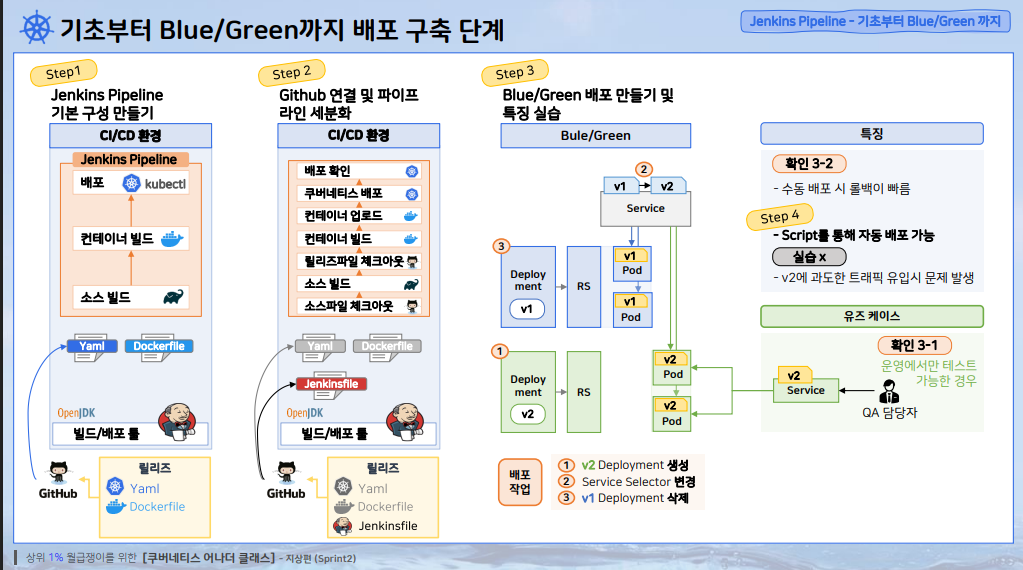 기초부터 Blue/Green까지 배포 구축 단계
Jenkins Pipeline - 기초부터 Blue/Green 까지
Step1
Jenkins Pipeline
기본 구성 만들기
CI/CD 환경
Jenkins Pipeline
배포
kubectl
컨테이너 빌드
소스 빌드
Yaml
Dockerfile
OpenJDK
빌드/배포 툴
GitHub
릴리즈
Yaml
Dockerfile
Step 2
Github 연결 및 파이프
라인 세분화
CI/CD 환경
배포 확인
쿠버네티스 배포
컨테이너 업로드
컨테이너 빌드
릴리즈파일 체크아웃
소스 빌드
소스파일 체크아웃
Yaml
Dockerfile
Jenkinsfile
OpenJDK
빌드/배포 툴
GitHub
릴리즈
Yaml
Dockerfile
Jenkinsfile
Step 3
Blue/Green 배포 만들기 및
특징 실습
Bule/Green
2
v1
v2
Service
3
Deploy
ment
v1
RS
v1
Pod
v1
Pod
1
Deploy
ment
v2
RS
v2
Pod
v2
Pod
배포
작업
1 v2 Deployment 생성
2 Service Selector 변경
3 v1 Deployment 삭제
특징
확인 3-2
- 수동 배포 시 롤백이 빠름
Step 4
- Script를 통해 자동 배포 가능
실습 x
- v2에 과도한 트래픽 유입시 문제 발생
유즈 케이스
확인 3-1
운영에서만 테스트
가능한 경우
v2
Service
QA 담당자
상위 1% 월급쟁이를 위한 [쿠버네티스 어나더 클래스] - 지상편 (Sprint2)